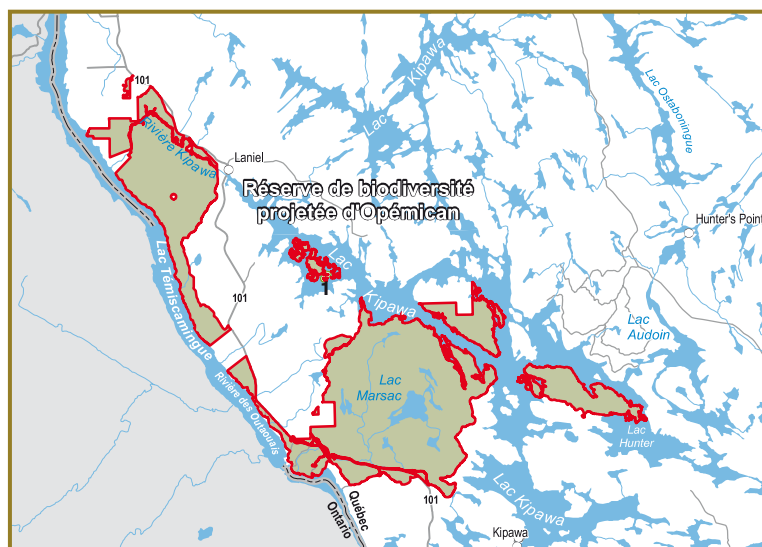 Lac Kipawa
Lac Ostaboningue
101
Rivière Kipawa
Laniel
Réserve de biodiversité
projetée d'Opémican
Hunter's Point
Lac
Kipawa
1
Lac Témiscamingue
101
Lac
Audoin
Lac
Marsac
Rivière des Outaouais
Lac
Hunter
Lac Kipawa
101
Québec
Ontario
Kipawa